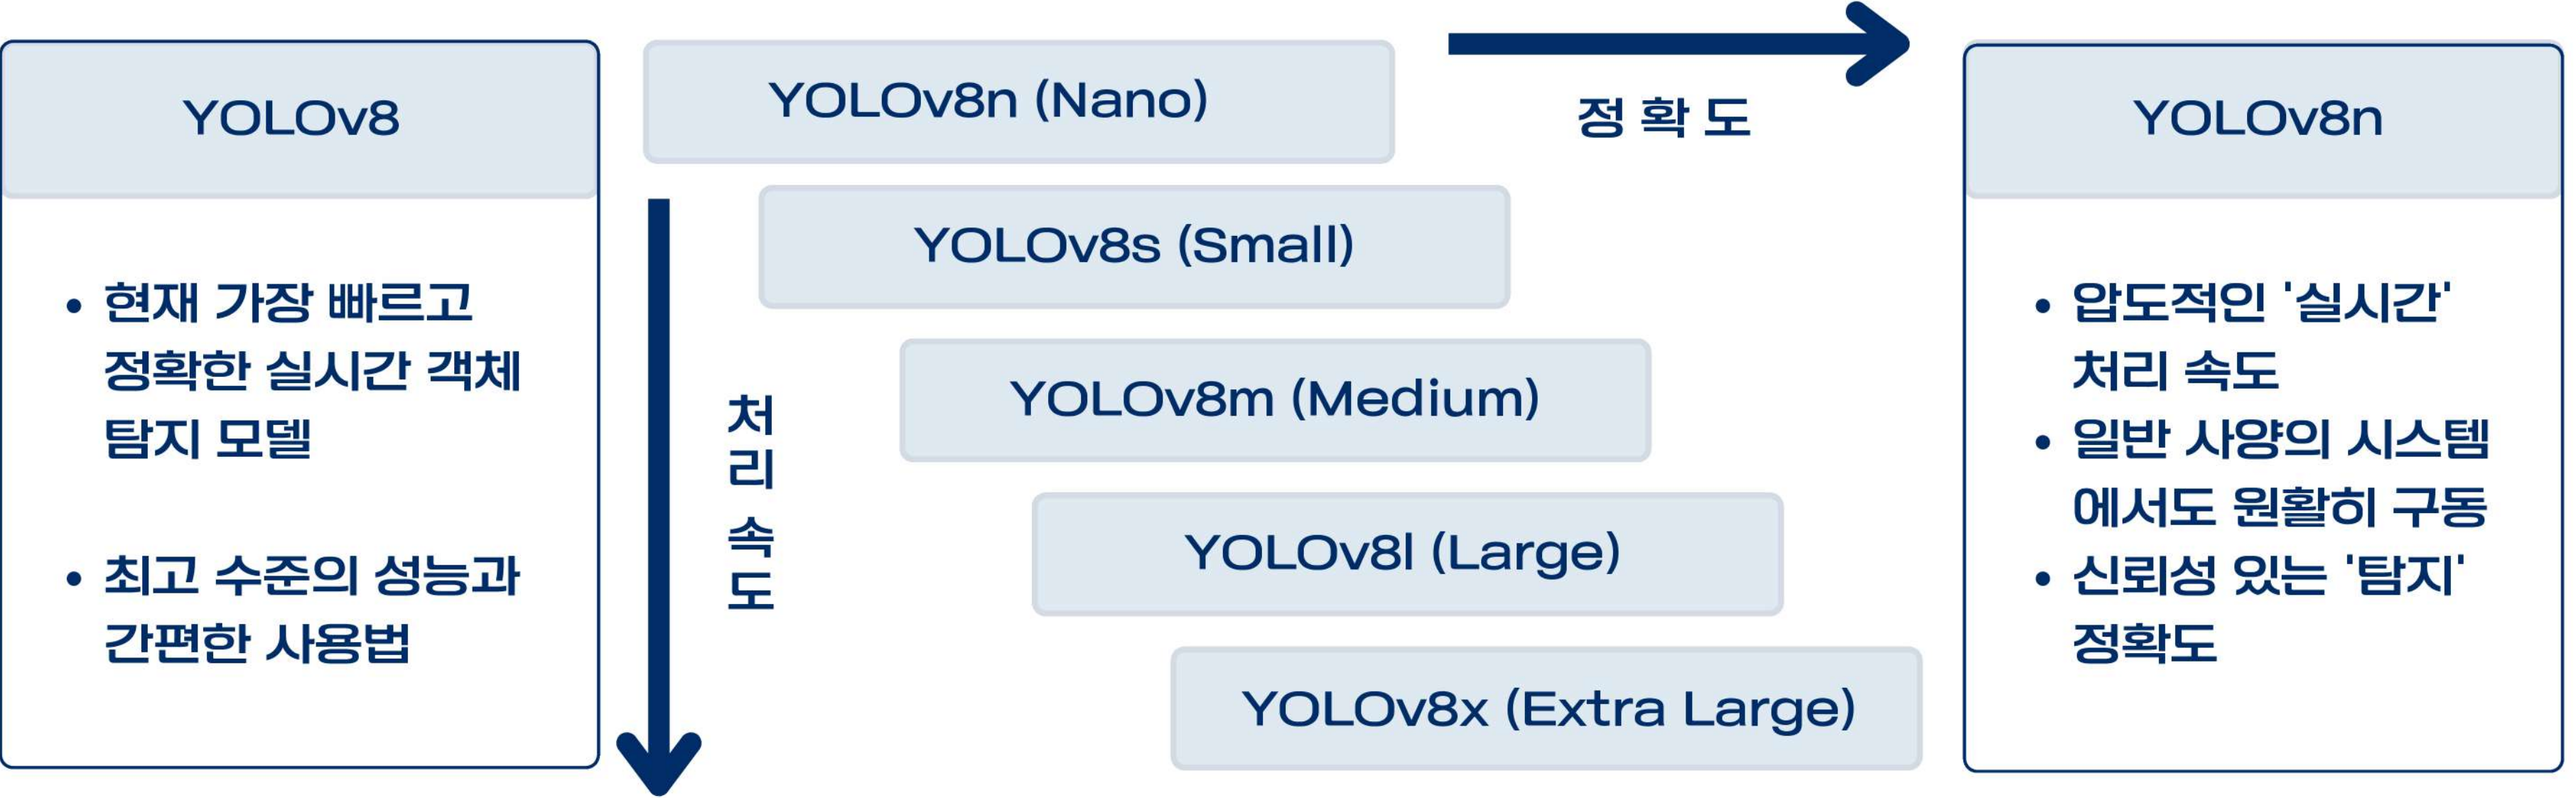 YOLOv8
• 현재 가장 빠르고
정확한 실시간 객체
탐지 모델
• 최고 수준의 성능과
간편한 사용법
YOLOv8n (Nano)
YOLOv8s (Small)
YOLOv8m (Medium)
YOLOv8l (Large)
YOLOv8x (Extra Large)
정확도
처리 속도
YOLOv8n
• 압도적인 '실시간'
처리 속도
• 일반 사양의 시스템
에서도 원활히 구동
• 신뢰성 있는 '탐지'
정확도